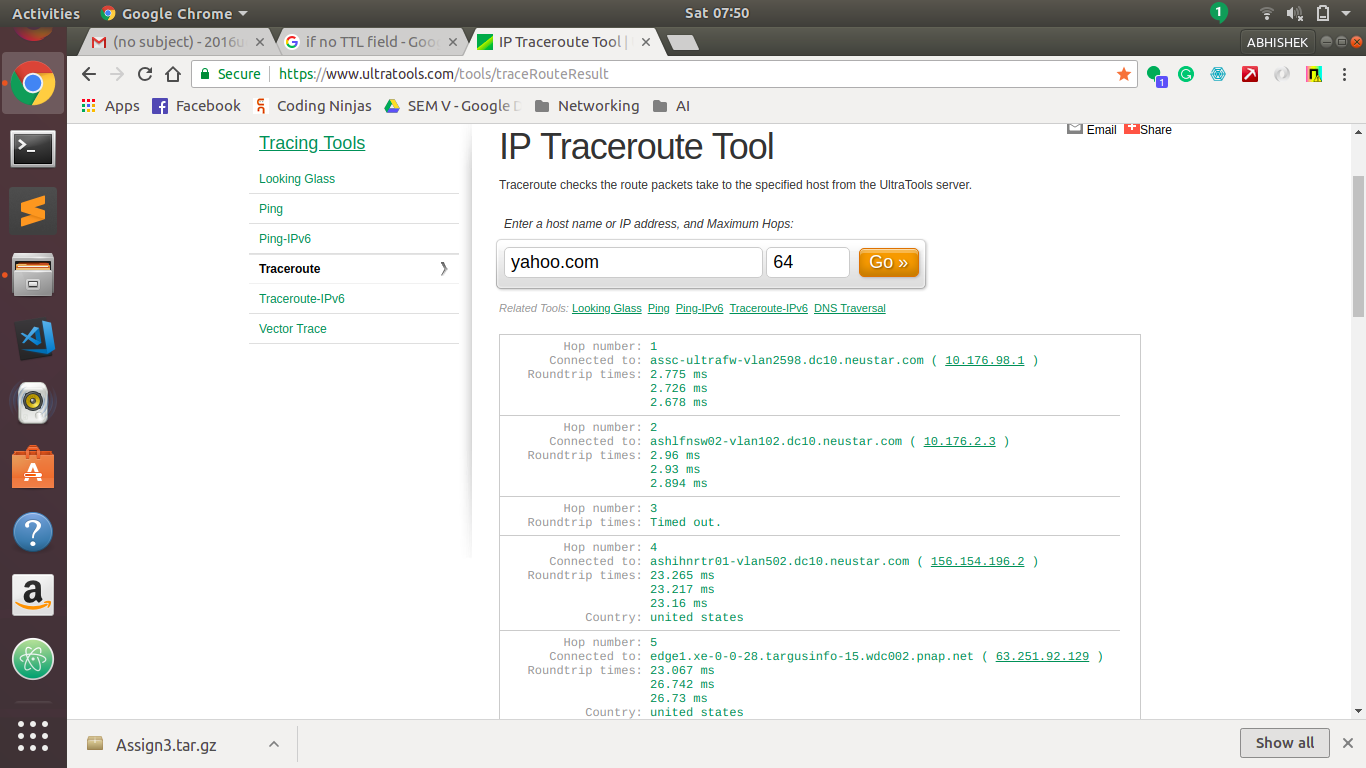 Activities Google Chrome Sat 07:50 1
(no subject) - 2016u if no TTL field - Goo IP Traceroute Tool | ABHISHEK
Secure https://www.ultratools.com/tools/traceRouteResult 1
Apps Facebook Coding Ninjas SEM V - Google D Networking AI
Tracing Tools
Looking Glass
Ping
Ping-IPv6
Traceroute
Traceroute-IPv6
Vector Trace
IP Traceroute Tool
Email Share
Traceroute checks the route packets take to the specified host from the UltraTools server.
Enter a host name or IP address, and Maximum Hops:
yahoo.com 64 Go »
Related Tools: Looking Glass Ping Ping-IPv6 Traceroute-IPv6 DNS Traversal
Hop number: 1
Connected to: assc-ultrafw-vlan2598.dc10.neustar.com ( 10.176.98.1 )
Roundtrip times: 2.775 ms
2.726 ms
2.678 ms
Hop number: 2
Connected to: ashlfnsw02-vlan102.dc10.neustar.com ( 10.176.2.3 )
Roundtrip times: 2.96 ms
2.93 ms
2.894 ms
Hop number: 3
Roundtrip times: Timed out.
Hop number: 4
Connected to: ashihnrtr01-vlan502.dc10.neustar.com ( 156.154.196.2 )
Roundtrip times: 23.265 ms
23.217 ms
23.16 ms
Country: united states
Hop number: 5
Connected to: edge1.xe-0-0-28.targusinfo-15.wdc002.pnap.net ( 63.251.92.129 )
Roundtrip times: 23.067 ms
26.742 ms
26.73 ms
Country: united states
Assign3.tar.gz Show all